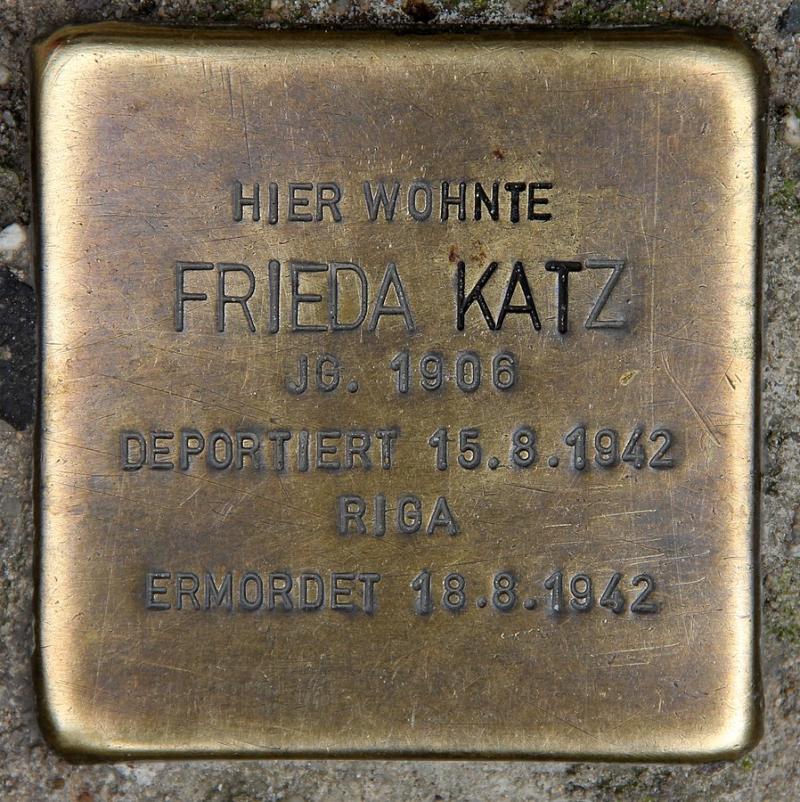 HIER WOHNTE
FRIEDA KATZ
JG. 1906
DEPORTIERT 15.8.1942
RIGA
ERMORDET 18.8.1942